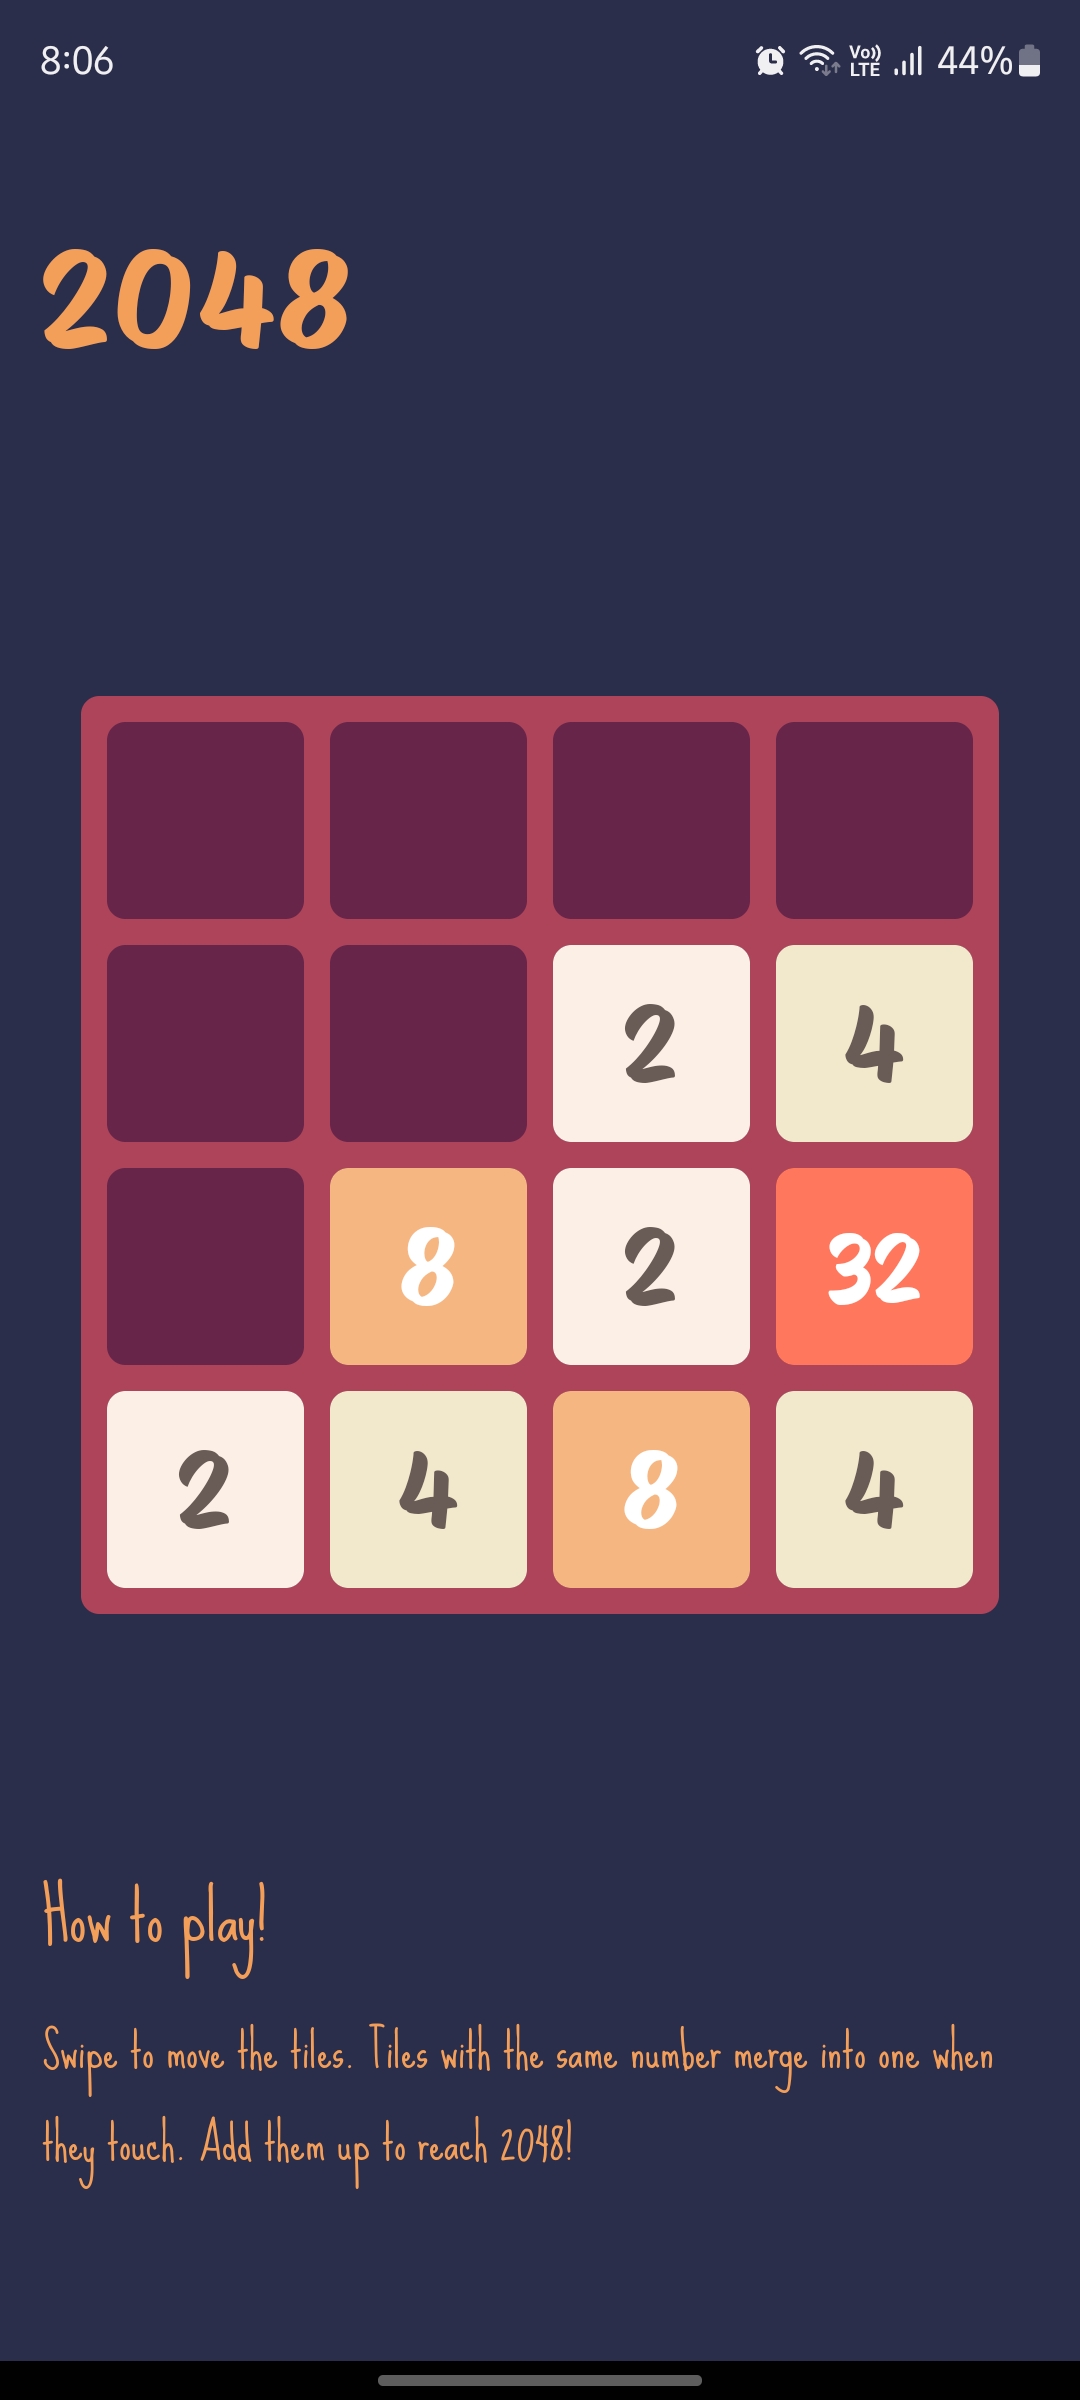 8:06 Vo)) LTE 44%
2048
2 4
8 2 32
2 4 8 4
How to play!
Swipe to move the tiles. Tiles with the same number merge into one when
they touch. Add them up to reach 2048!